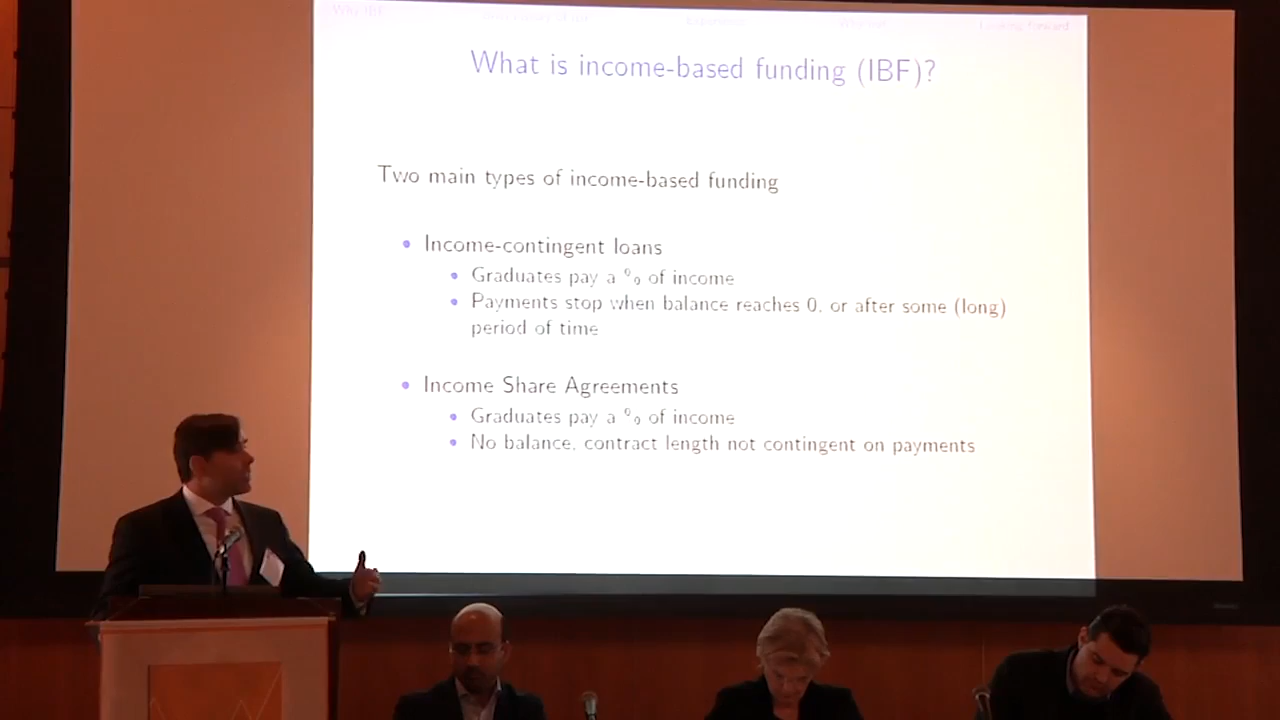 Why IBF
What is income-based funding (IBF)?
Two main types of income-based funding
• Income-contingent loans
• Graduates pay a % of income
• Payments stop when balance reaches 0, or after some (long)
period of time
• Income Share Agreements
• Graduates pay a % of income
• No balance, contract length not contingent on payments